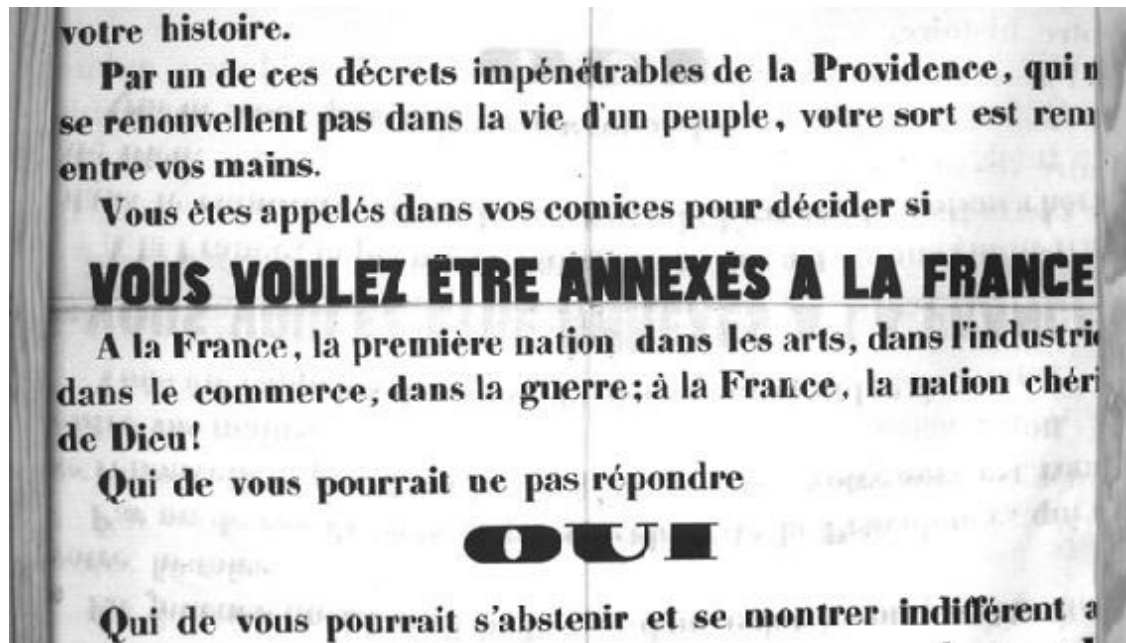 votre histoire.
Par un de ces décrets impénétrables de la Providence, qui
se renouvellent pas dans la vie d'un peuple, votre sort est rem
entre vos mains.
Vous êtes appelés dans vos comices pour décider si
VOUS VOULEZ ÊTRE ANNEXÉS A LA FRANCE
A la France, la première nation dans les arts, dans l'industri
dans le commerce, dans la guerre; à la France, la nation chéri
de Dieu!
Qui de vous pourrait ne pas répondre
OUI
Qui de vous pourrait s'abstenir et se montrer indifférent a